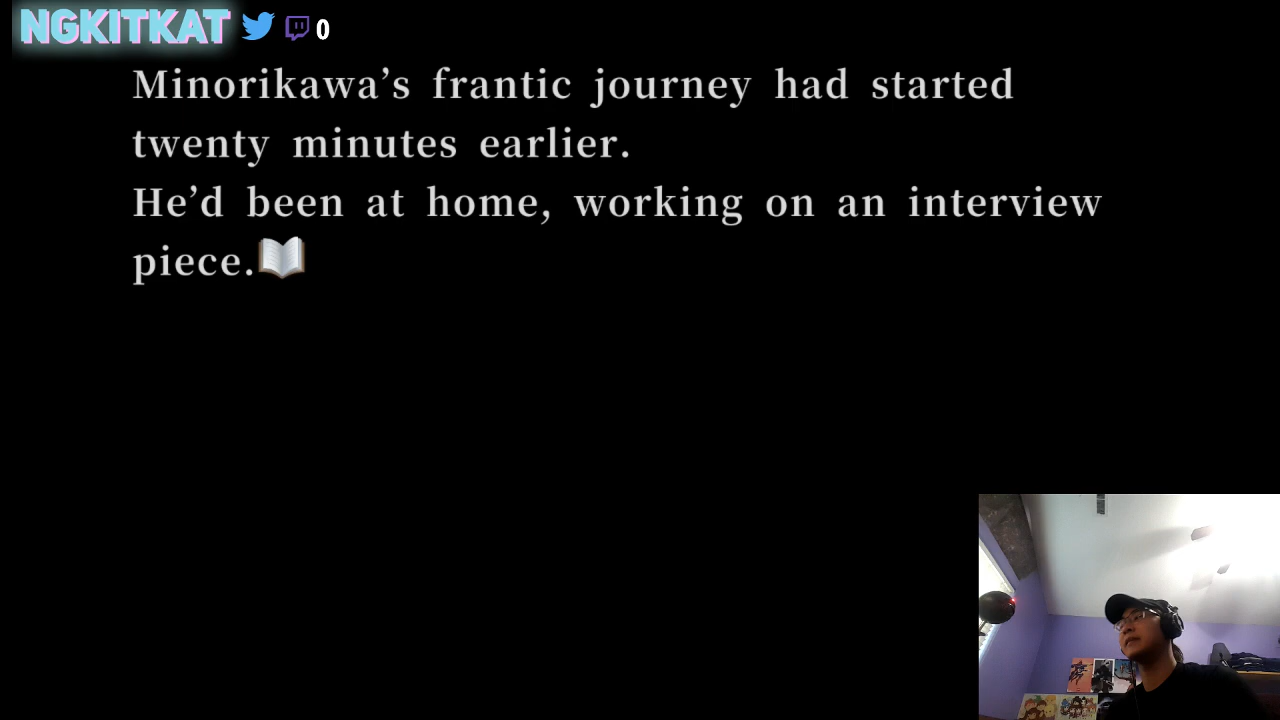 NGKITKAT 0
Minorikawa’s frantic journey had started
twenty minutes earlier.
He’d been at home, working on an interview
piece.